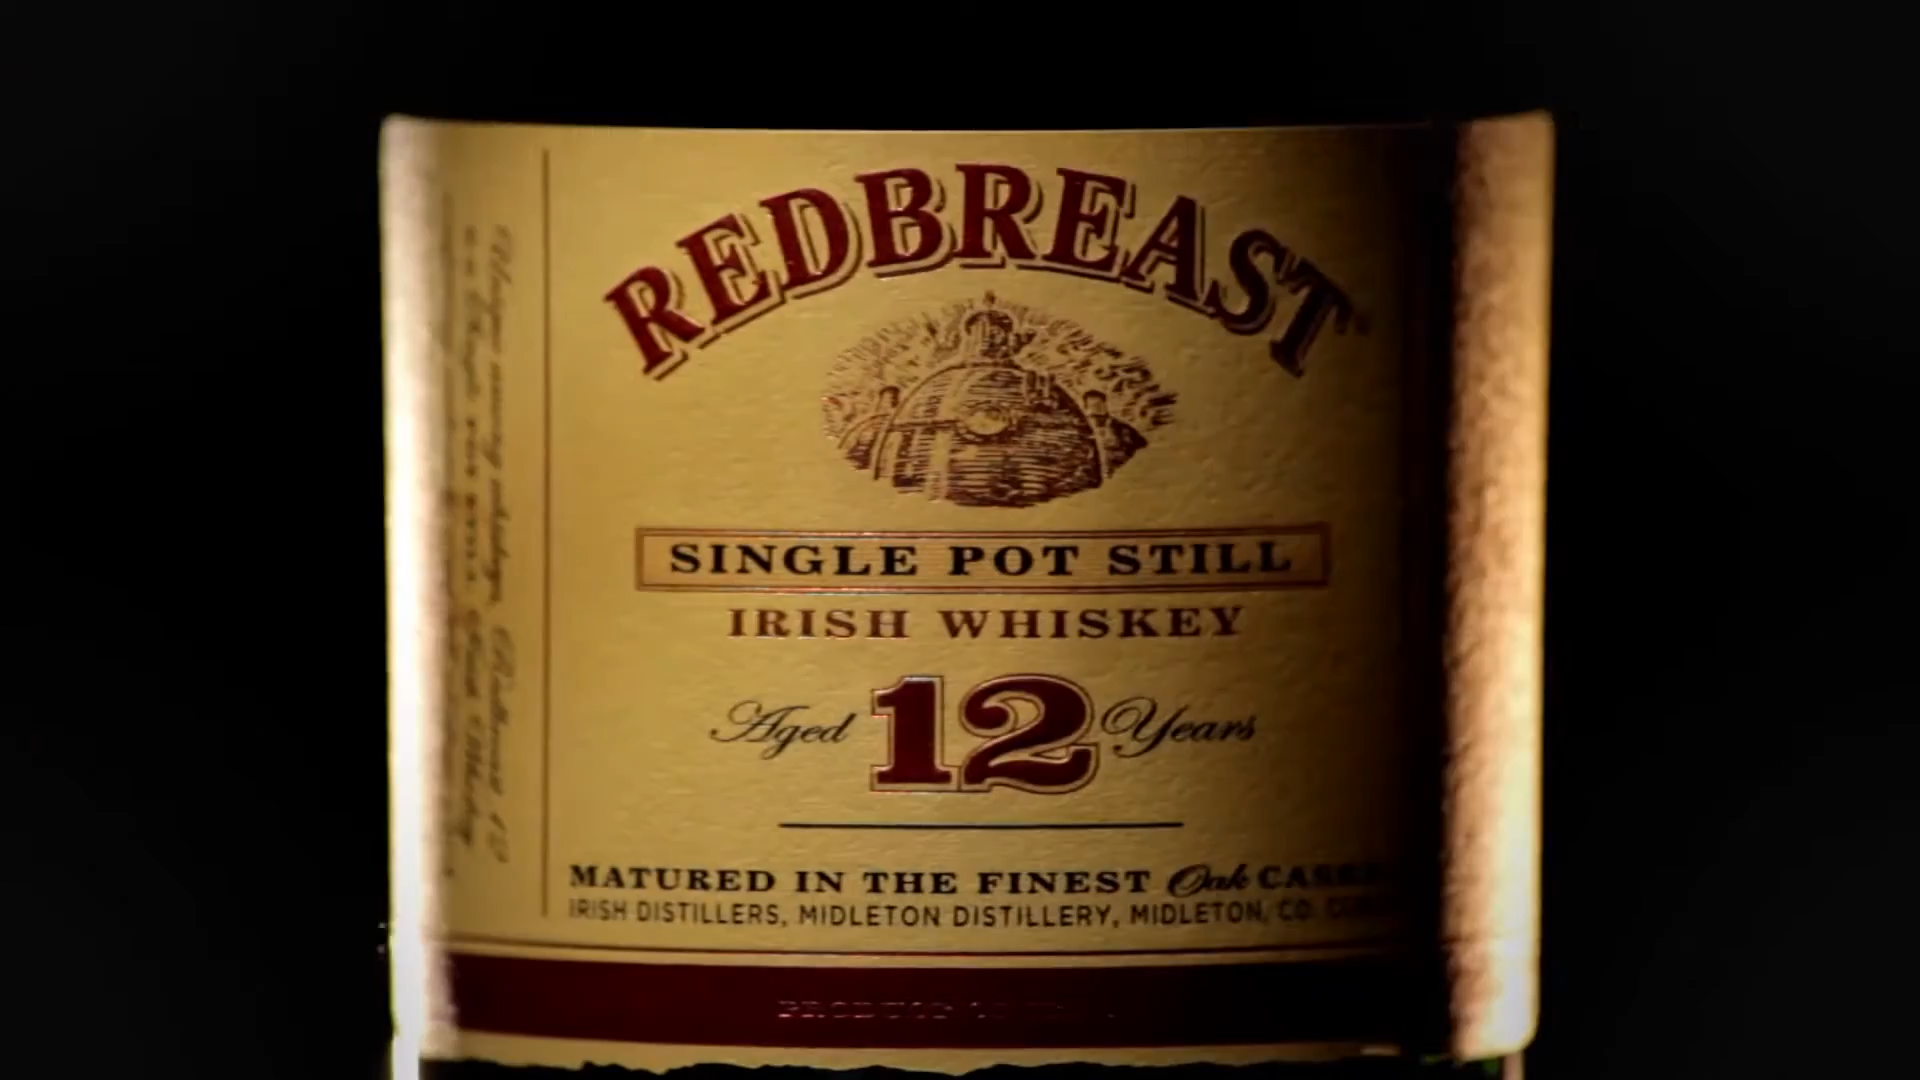 REDBREAST
SINGLE POT STILL
IRISH WHISKEY
Aged 12 Years
MATURED IN THE FINEST Oak
IRISH DISTILLERS, MIDLETON DISTILLERY, MIDLETON, CO.